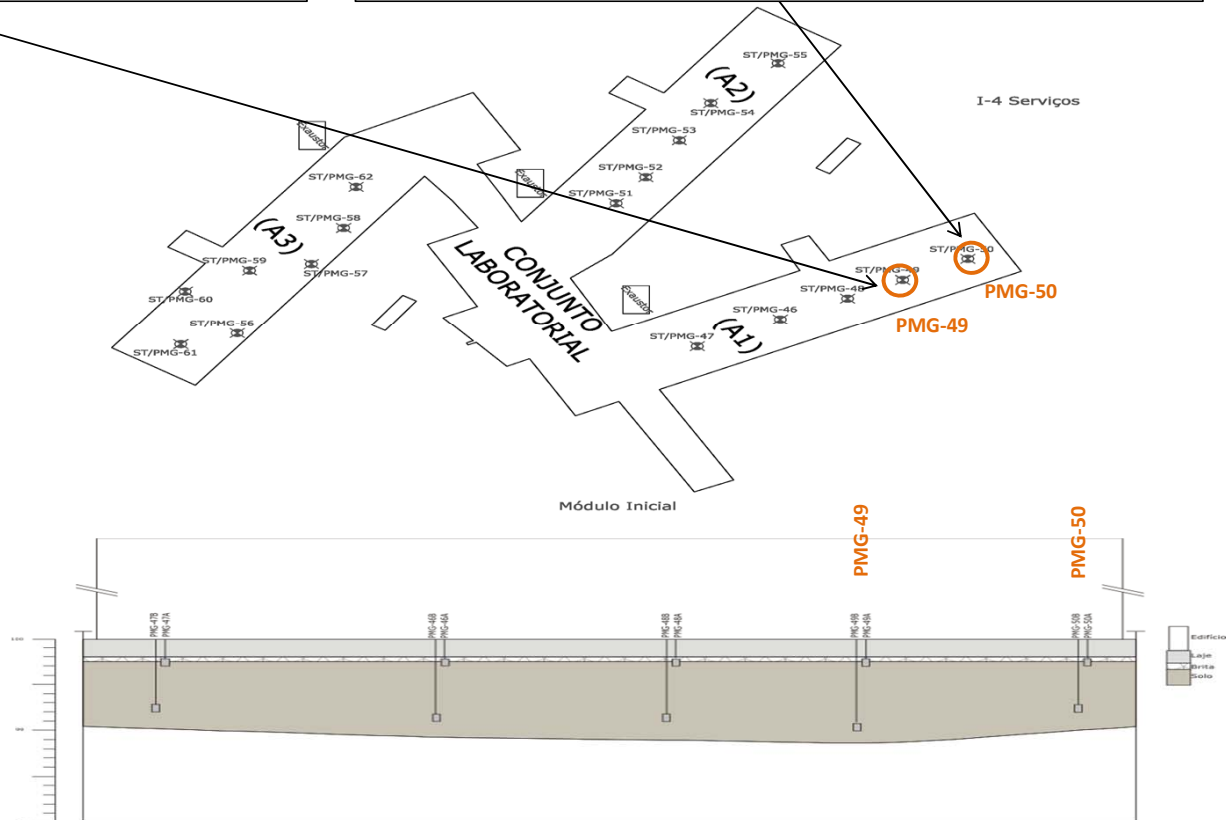 ST/PMG-55
(A2)
I-4 Serviços
ST/PMG-54
Exaustor
ST/PMG-53
ST/PMG-52
ST/PMG-62
Exaustor
ST/PMG-51
ST/PMG-58
(A3)
ST/PMG-50
CONJUNTO
LABORATORIAL
ST/PMG-59
ST/PMG-57
ST/PMG-49
PMG-50
ST/PMG-60
ST/PMG-48
Exaustor
ST/PMG-46
PMG-49
ST/PMG-56
(A1)
ST/PMG-47
ST/PMG-61
Módulo Inicial
PMG-49
PMG-50
PMG-47B
PMG-47A
PMG-46B
PMG-46A
PMG-48B
PMG-48A
PMG-49B
PMG-49A
PMG-50B
PMG-50A
100
Edifício
Laje
Brita
Solo
99